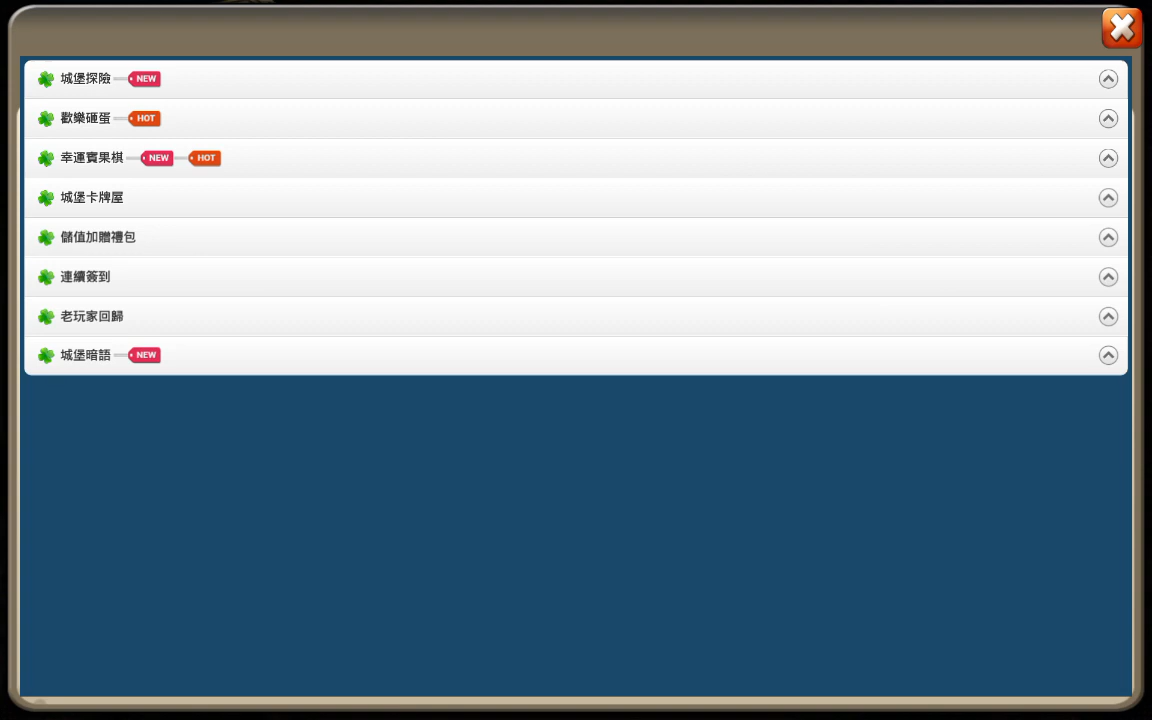 城堡探險 NEW
歡樂砸蛋 HOT
幸運賓果棋 NEW HOT
城堡卡牌屋
儲值加贈禮包
連續簽到
老玩家回歸
城堡暗語 NEW